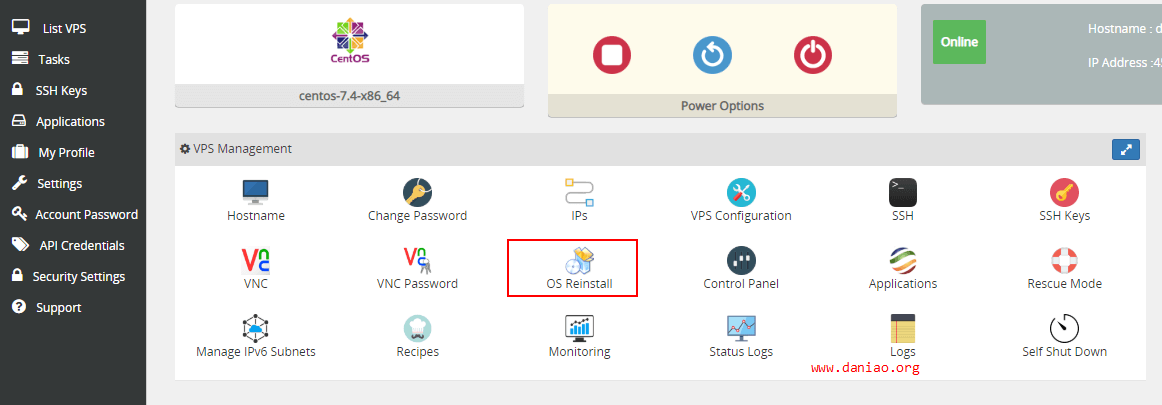 List VPS
Tasks
SSH Keys
Applications
My Profile
Settings
Account Password
API Credentials
Security Settings
Support
CentOS
centos-7.4-x86_64
Power Options
Online
Hostname : d
IP Address :45
VPS Management
Hostname
Change Password
IPs
VPS Configuration
>_
SSH
SSH Keys
VNC
VNC
VNC
VNC Password
OS Reinstall
Control Panel
Applications
Rescue Mode
Manage IPv6 Subnets
Recipes
Monitoring
Status Logs
Logs
Self Shut Down
www.daniao.org